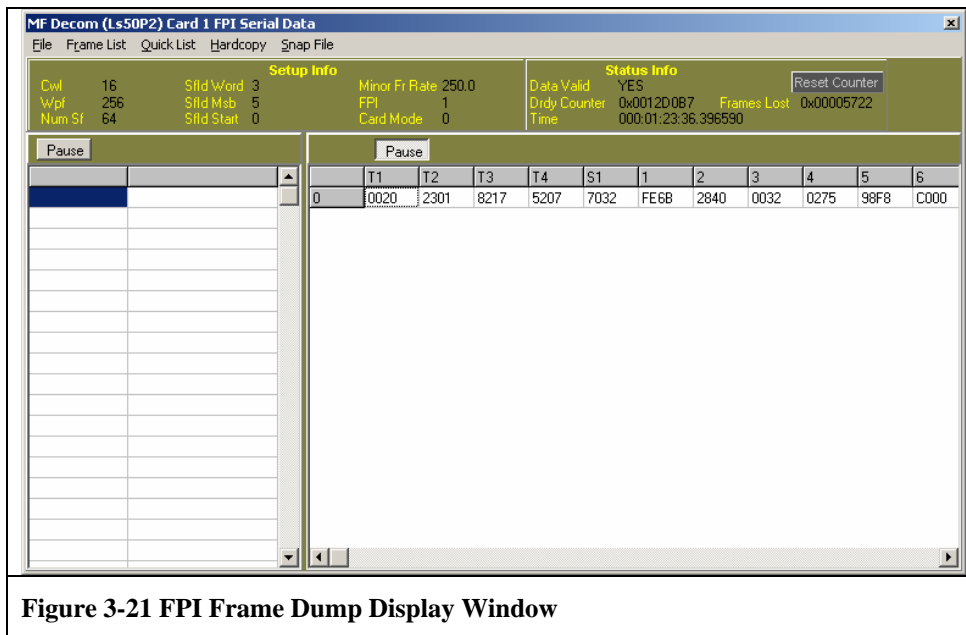 MF Decom (Ls50P2) Card 1 FPI Serial Data
File Frame List Quick List Hardcopy Snap File
Setup Info
Cwl 16 Sfld Word 3 Minor Fr Rate 250.0
Wpf 256 Sfld Msb 5 FPI 1
Num Sf 64 Sfld Start 0 Card Mode 0
Status Info
Data Valid YES Reset Counter
Drdy Counter 0x0012D0B7 Frames Lost 0x00005722
Time 000:01:23:36.396590
Pause
Pause
T1 T2 T3 T4 S1 1 2 3 4 5 6
0 0020 2301 8217 5207 7032 FE6B 2840 0032 0275 98F8 C000
Figure 3-21 FPI Frame Dump Display Window